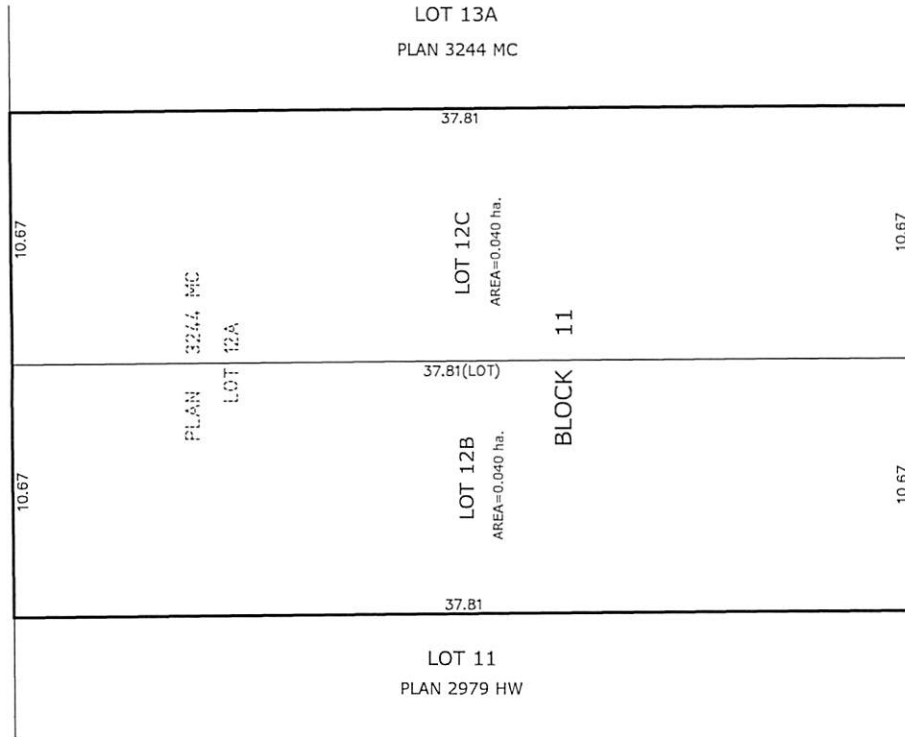 LOT 13A
PLAN 3244 MC
37.81
10.67
LOT 12C
AREA=0.040 ha.
10.67
PLAN 3244 MC
LOT 12A
BLOCK 11
37.81(LOT)
10.67
LOT 12B
AREA=0.040 ha.
10.67
37.81
LOT 11
PLAN 2979 HW